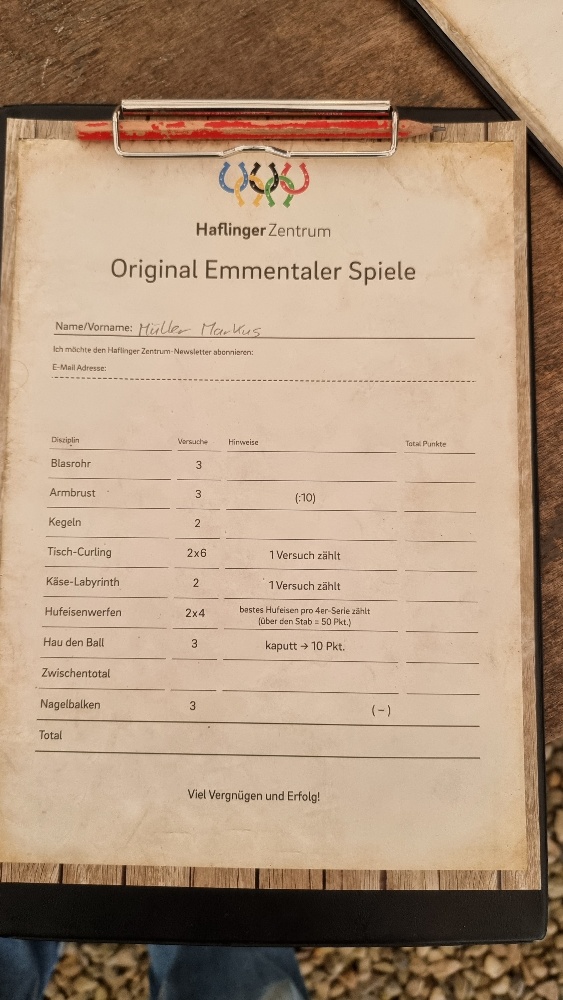 Haflinger Zentrum
Original Emmentaler Spiele
Name/Vorname: Müller Markus
Ich möchte den Haflinger Zentrum-Newsletter abonnieren:
E-Mail Adresse:
Disziplin Versuche Hinweise Total Punkte
Blasrohr 3
Armbrust 3 (:10)
Kegeln 2
Tisch-Curling 2x6 1 Versuch zählt
Käse-Labyrinth 2 1 Versuch zählt
Hufeisenwerfen 2x4 bestes Hufeisen pro 4er-Serie zählt
(über den Stab = 50 Pkt.)
Hau den Ball 3 kaputt → 10 Pkt.
Zwischentotal
Nagelbalken 3 (–)
Total
Viel Vergnügen und Erfolg!